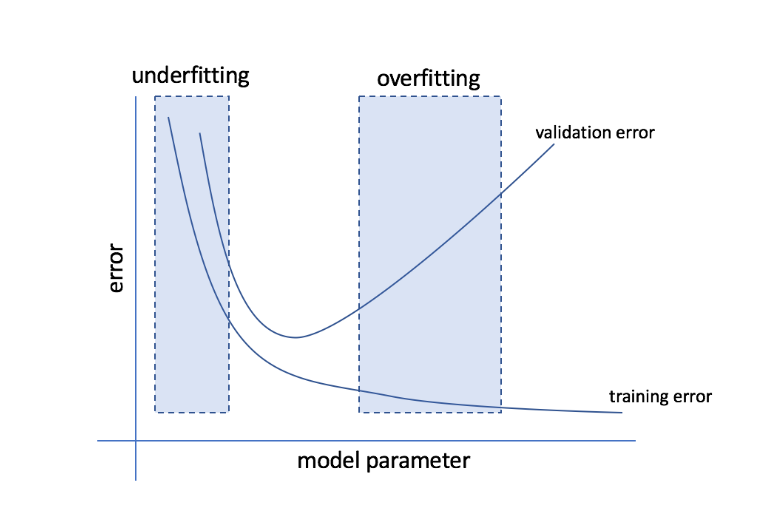 underfitting
overfitting
validation error
error
training error
model parameter